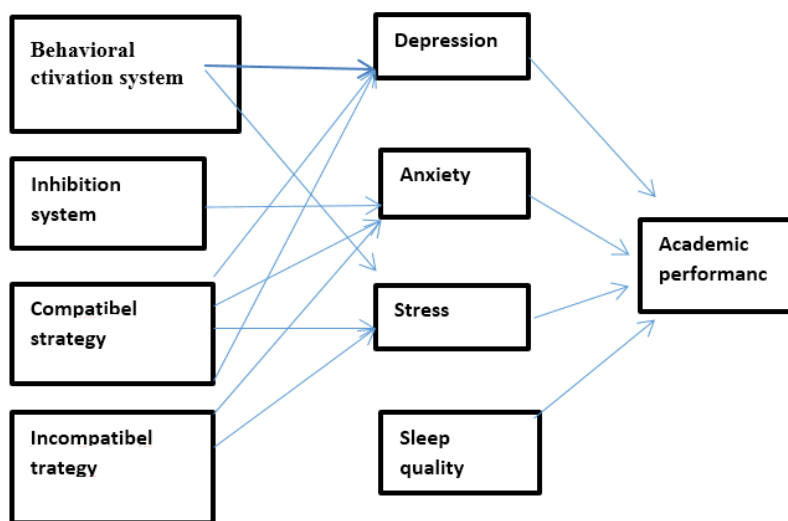 Behavioral
ctivation system
Depression
Inhibition
system
Anxiety
Academic
performanc
Compatibel
strategy
Stress
Incompatibel
trategy
Sleep
quality